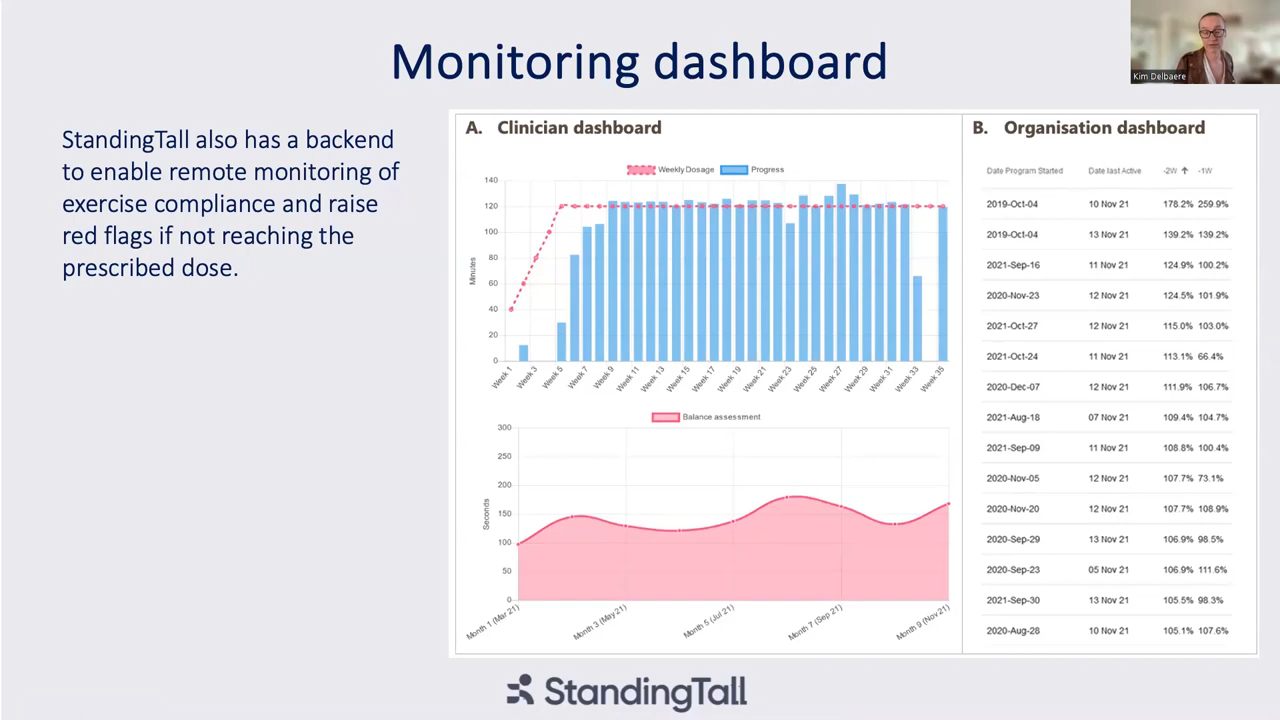 Monitoring dashboard
Kim Delbaere
StandingTall also has a backend
to enable remote monitoring of
exercise compliance and raise
red flags if not reaching the
prescribed dose.
A. Clinician dashboard
Weekly Dosage Progress
140
120
100
80
60
40
20
0
Minutes
Week 1 Week 3 Week 5 Week 7 Week 9 Week 11 Week 13 Week 15 Week 17 Week 19 Week 21 Week 23 Week 25 Week 27 Week 29 Week 31 Week 33 Week 35
Balance assessment
300
250
200
150
100
50
0
Seconds
Month 1 (Mar 21) Month 3 (May 21) Month 5 (Jul 21) Month 7 (Sep 21) Month 9 (Nov 21)
B. Organisation dashboard
Date Program Started Date last Active -2W ↑ -1W
2019-Oct-04 10 Nov 21 178.2% 259.9%
2019-Oct-04 13 Nov 21 139.2% 139.2%
2021-Sep-16 11 Nov 21 124.9% 100.2%
2020-Nov-23 12 Nov 21 124.5% 101.9%
2021-Oct-27 12 Nov 21 115.0% 103.0%
2021-Oct-24 11 Nov 21 113.1% 66.4%
2020-Dec-07 12 Nov 21 111.9% 106.7%
2021-Aug-18 07 Nov 21 109.4% 104.7%
2021-Sep-09 11 Nov 21 108.8% 100.4%
2020-Nov-05 12 Nov 21 107.7% 73.1%
2020-Nov-20 12 Nov 21 107.7% 108.9%
2020-Sep-29 13 Nov 21 106.9% 98.5%
2020-Sep-23 05 Nov 21 106.9% 111.6%
2021-Sep-30 13 Nov 21 105.5% 98.3%
2020-Aug-28 10 Nov 21 105.1% 107.6%
StandingTall